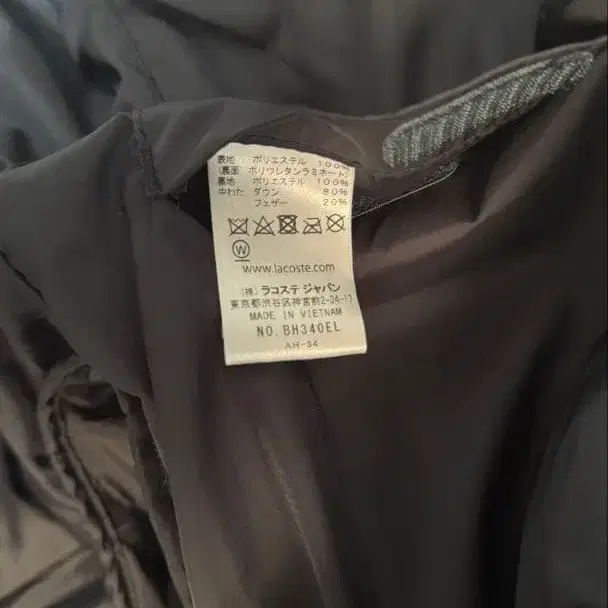 表地 ポリエステル 100%
(裏面 ポリウレタンラミネート)
裏地 ポリエステル 100%
中わた ダウン 80%
フェザー 20%
W
www.lacoste.com
(株) ラコステ ジャパン
東京都渋谷区神宮前2-34-17
MADE IN VIETNAM
NO. BH340EL
AH-34